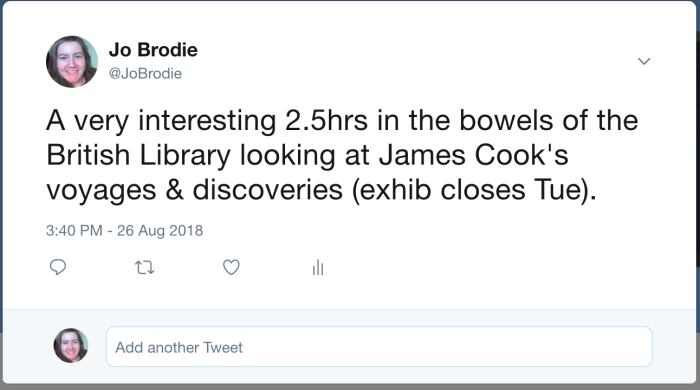 Jo Brodie
@JoBrodie
A very interesting 2.5hrs in the bowels of the
British Library looking at James Cook's
voyages & discoveries (exhib closes Tue).
3:40 PM - 26 Aug 2018
Add another Tweet